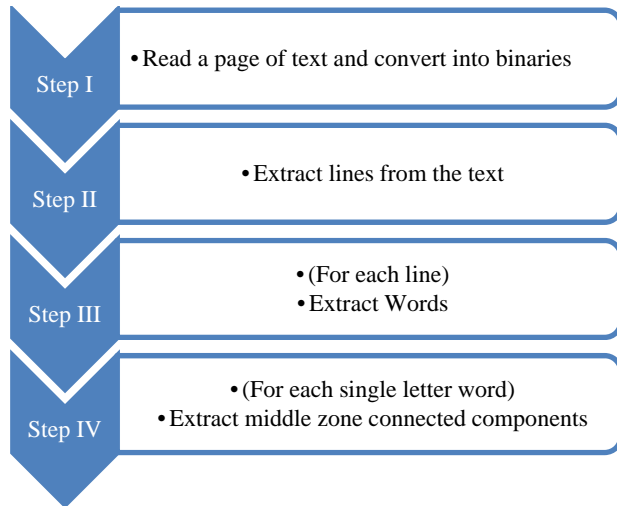 Step I
• Read a page of text and convert into binaries
Step II
• Extract lines from the text
Step III
• (For each line)
• Extract Words
Step IV
• (For each single letter word)
• Extract middle zone connected components